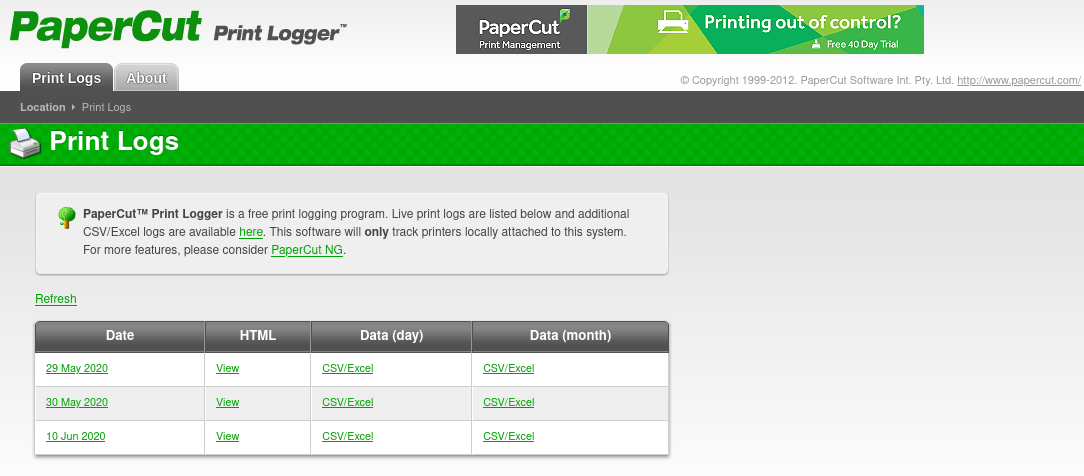 PaperCut Print Logger™
PaperCut
Print Management
Printing out of control?
Free 40 Day Trial
Print Logs
About
© Copyright 1999-2012. PaperCut Software Int. Pty. Ltd. http://www.papercut.com/
Location Print Logs
Print Logs
PaperCut™ Print Logger is a free print logging program. Live print logs are listed below and additional
CSV/Excel logs are available here. This software will only track printers locally attached to this system.
For more features, please consider PaperCut NG.
Refresh
Date HTML Data (day) Data (month)
29 May 2020 View CSV/Excel CSV/Excel
30 May 2020 View CSV/Excel CSV/Excel
10 Jun 2020 View CSV/Excel CSV/Excel